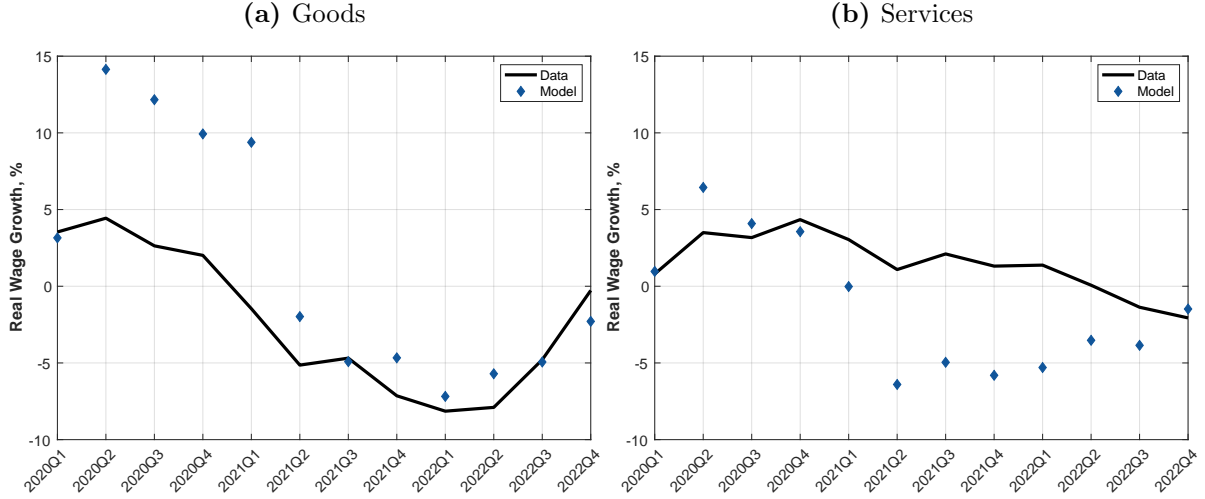 (a) Goods
Real Wage Growth, %
15
10
5
0
-5
-10
Data
Model
2020Q1
2020Q2
2020Q3
2020Q4
2021Q1
2021Q2
2021Q3
2021Q4
2022Q1
2022Q2
2022Q3
2022Q4
(b) Services
Real Wage Growth, %
15
10
5
0
-5
-10
Data
Model
2020Q1
2020Q2
2020Q3
2020Q4
2021Q1
2021Q2
2021Q3
2021Q4
2022Q1
2022Q2
2022Q3
2022Q4